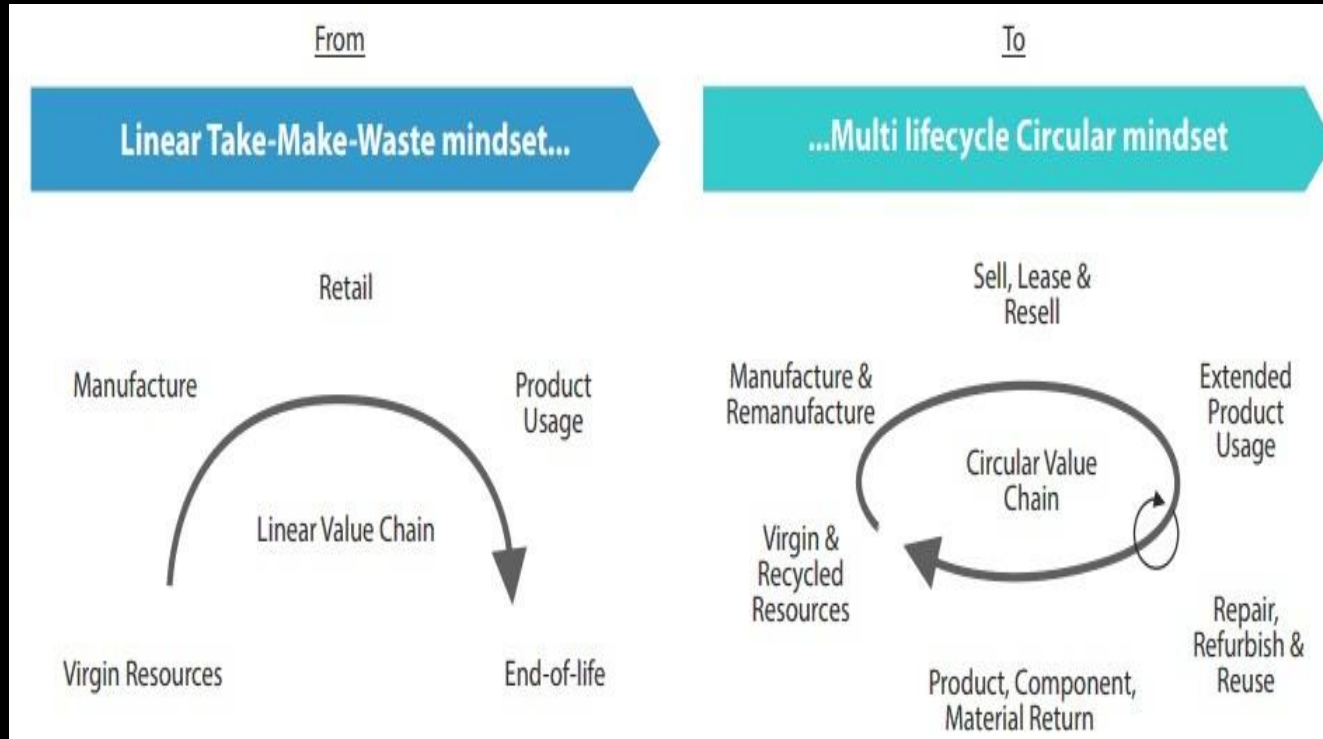 From
To
Linear Take-Make-Waste mindset...
...Multi lifecycle Circular mindset
Retail
Manufacture
Product
Usage
Linear Value Chain
Virgin Resources
End-of-life
Sell, Lease &
Resell
Manufacture &
Remanufacture
Extended
Product
Usage
Circular Value
Chain
Virgin &
Recycled
Resources
Repair,
Refurbish &
Reuse
Product, Component,
Material Return